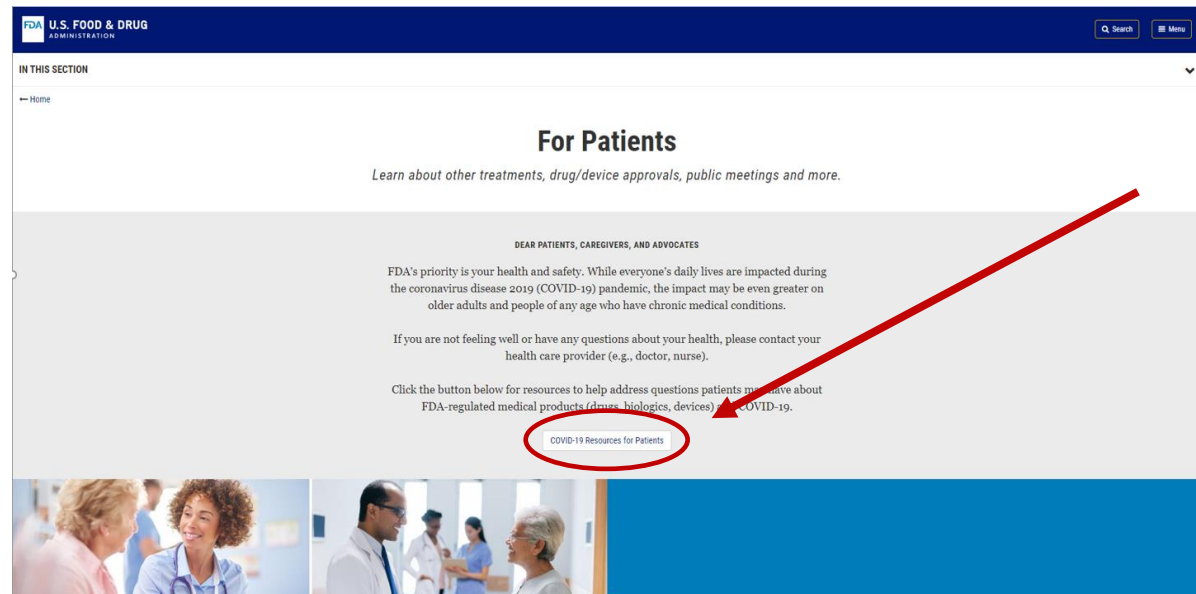 FDA U.S. FOOD & DRUG
ADMINISTRATION
Search
Menu
IN THIS SECTION
← Home
For Patients
Learn about other treatments, drug/device approvals, public meetings and more.
DEAR PATIENTS, CAREGIVERS, AND ADVOCATES
FDA's priority is your health and safety. While everyone's daily lives are impacted during
the coronavirus disease 2019 (COVID-19) pandemic, the impact may be even greater on
older adults and people of any age who have chronic medical conditions.
If you are not feeling well or have any questions about your health, please contact your
health care provider (e.g., doctor, nurse).
Click the button below for resources to help address questions patients may have about
FDA-regulated medical products (drugs, biologics, devices) and COVID-19.
COVID-19 Resources for Patients